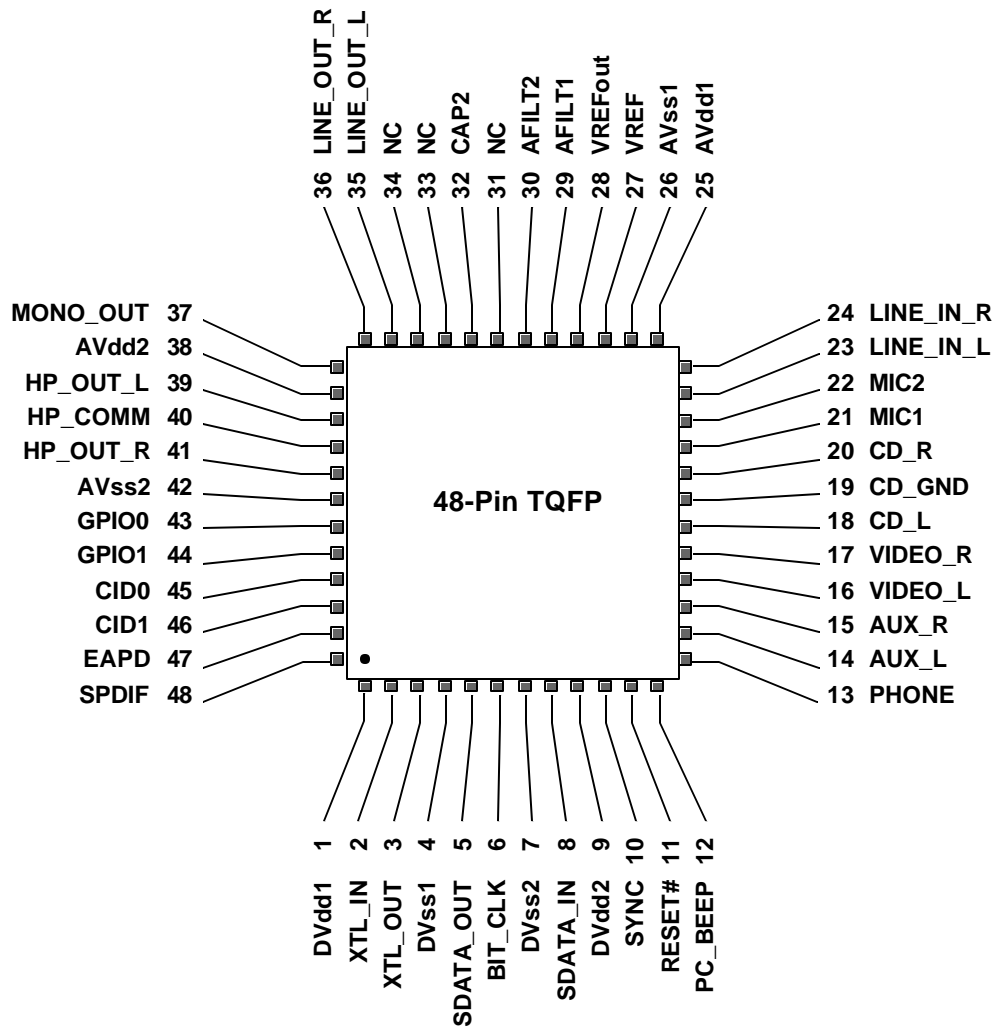 36 LINE_OUT_R
35 LINE_OUT_L
34 NC
33 NC
32 CAP2
31 NC
30 AFILT2
29 AFILT1
28 VREFout
27 VREF
26 AVss1
25 AVdd1
MONO_OUT 37
AVdd2 38
HP_OUT_L 39
HP_COMM 40
HP_OUT_R 41
AVss2 42
GPIO0 43
GPIO1 44
CID0 45
CID1 46
EAPD 47
SPDIF 48
48-Pin TQFP
24 LINE_IN_R
23 LINE_IN_L
22 MIC2
21 MIC1
20 CD_R
19 CD_GND
18 CD_L
17 VIDEO_R
16 VIDEO_L
15 AUX_R
14 AUX_L
13 PHONE
DVdd1 1
XTL_IN 2
XTL_OUT 3
DVss1 4
SDATA_OUT 5
BIT_CLK 6
DVss2 7
SDATA_IN 8
DVdd2 9
SYNC 10
RESET# 11
PC_BEEP 12